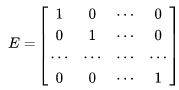 E = [ 1 0 ⋯ 0
0 1 ⋯ 0
⋯ ⋯ ⋯ ⋯
0 0 ⋯ 1 ]